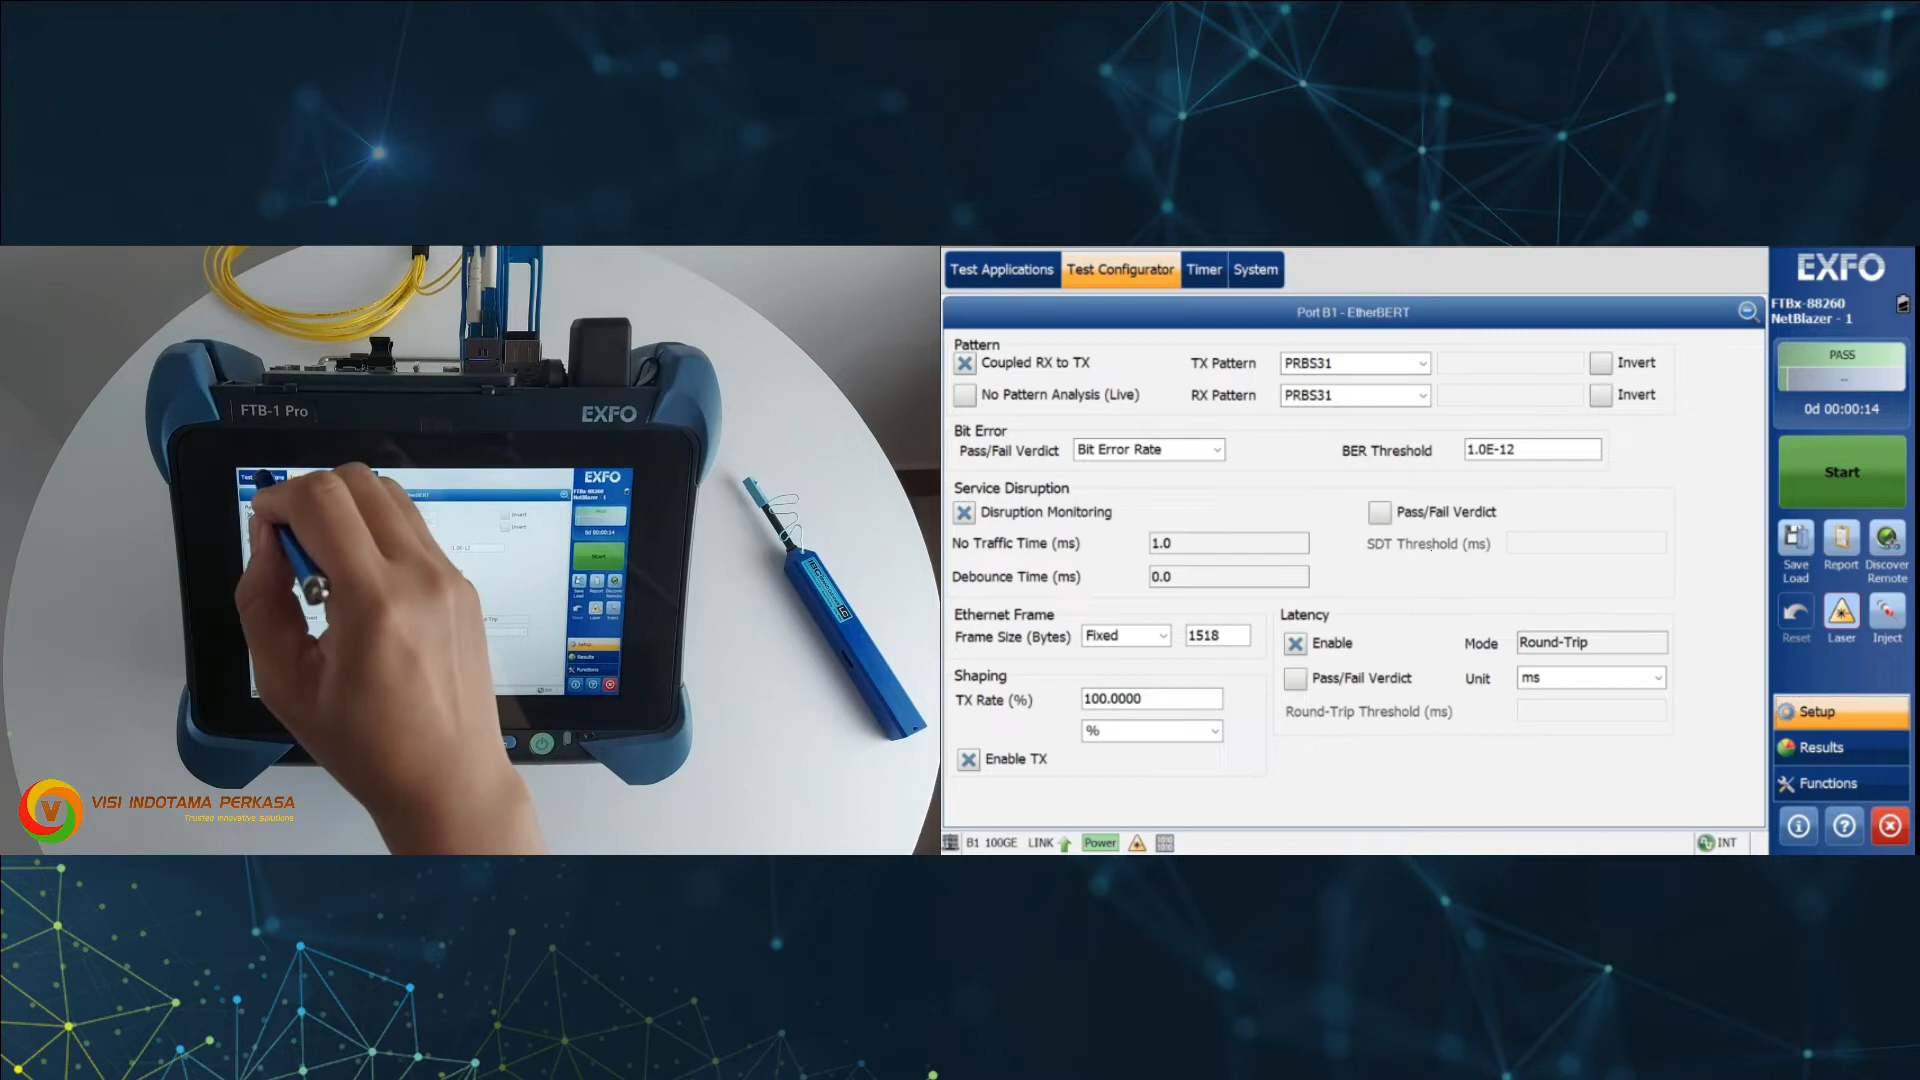 FTB-1 Pro
EXFO
EXFO
Start
Setup
Results
Functions
VISI INDOTAMA PERKASA
Trusted innovative solutions
Test Applications
Test Configurator
Timer
System
Port B1 - EtherBERT
Pattern
Coupled RX to TX
TX Pattern
PRBS31
Invert
No Pattern Analysis (Live)
RX Pattern
PRBS31
Invert
Bit Error
Pass/Fail Verdict
Bit Error Rate
BER Threshold
1.0E-12
Service Disruption
Disruption Monitoring
Pass/Fail Verdict
No Traffic Time (ms)
1.0
SDT Threshold (ms)
Debounce Time (ms)
0.0
Ethernet Frame
Frame Size (Bytes)
Fixed
1518
Latency
Enable
Mode
Round-Trip
Pass/Fail Verdict
Unit
ms
Round-Trip Threshold (ms)
Shaping
TX Rate (%)
100.0000
%
Enable TX
B1 100GE LINK
Power
INT
EXFO
FTBx-88260
NetBlazer - 1
PASS
--
0d 00:00:14
Start
Save
Load
Report
Discover
Remote
Reset
Laser
Inject
Setup
Results
Functions